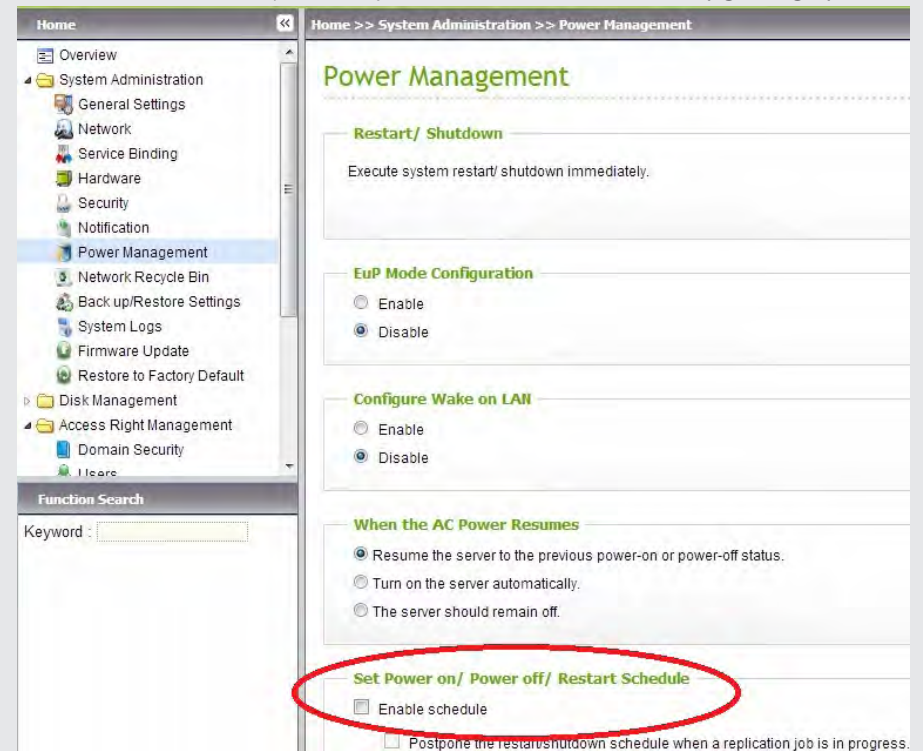 Home
Overview
System Administration
General Settings
Network
Service Binding
Hardware
Security
Notification
Power Management
Network Recycle Bin
Back up/Restore Settings
System Logs
Firmware Update
Restore to Factory Default
Disk Management
Access Right Management
Domain Security
Users
Function Search
Keyword :
Home >> System Administration >> Power Management
Power Management
Restart/ Shutdown
Execute system restart/ shutdown immediately.
EuP Mode Configuration
Enable
Disable
Configure Wake on LAN
Enable
Disable
When the AC Power Resumes
Resume the server to the previous power-on or power-off status.
Turn on the server automatically.
The server should remain off.
Set Power on/ Power off/ Restart Schedule
Enable schedule
Postpone the restart/shutdown schedule when a replication job is in progress.